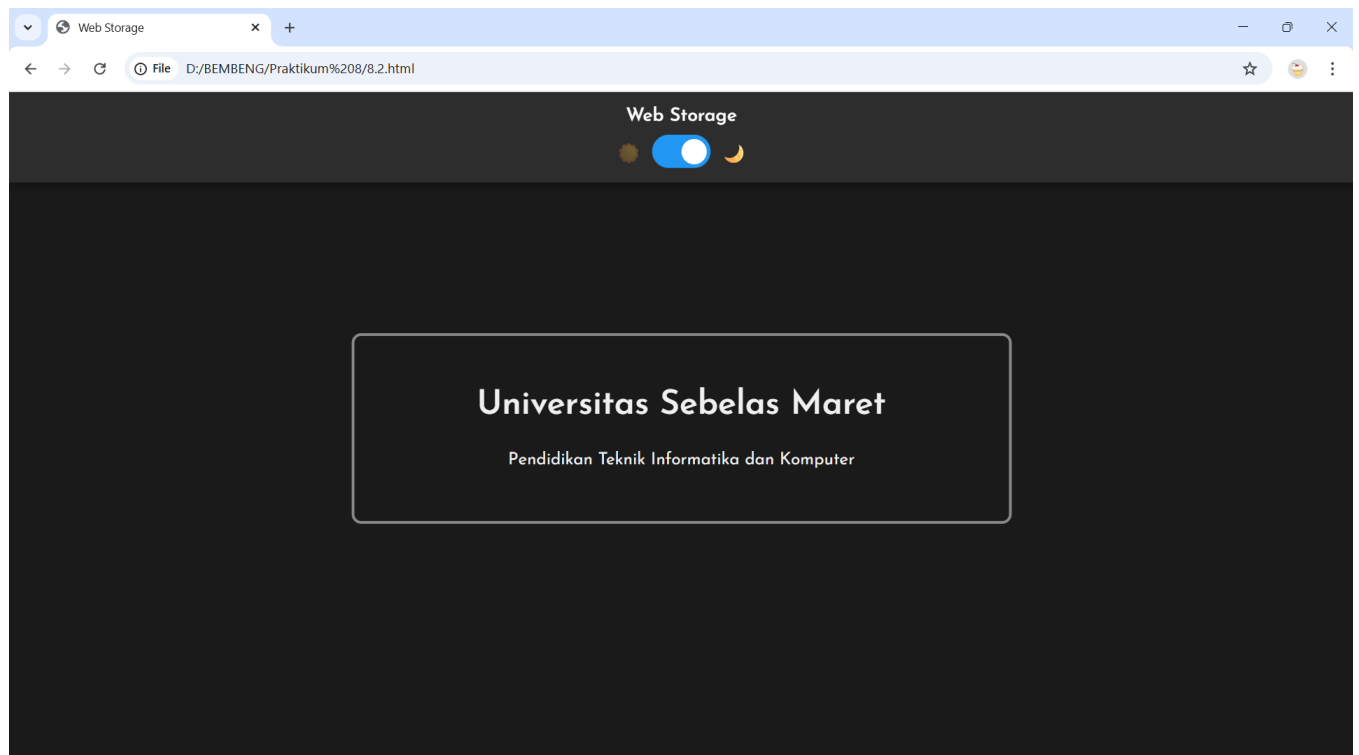 Web Storage
File D:/BEMBENG/Praktikum%208/8.2.html
Web Storage
Universitas Sebelas Maret
Pendidikan Teknik Informatika dan Komputer